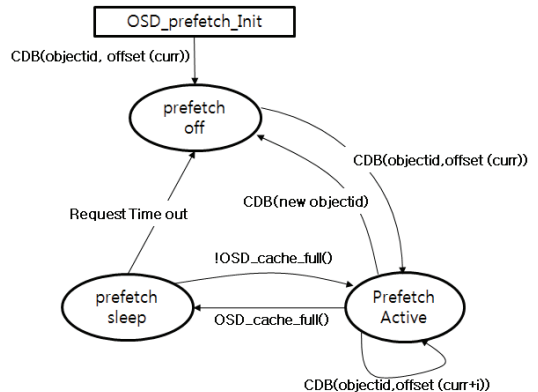 OSD_prefetch_Init
CDB(objectid, offset (curr))
prefetch
off
CDB(objectid,offset (curr))
CDB(new objectid)
Request Time out
!OSD_cache_full()
prefetch
sleep
OSD_cache_full()
Prefetch
Active
CDB(objectid,offset (curr+i)